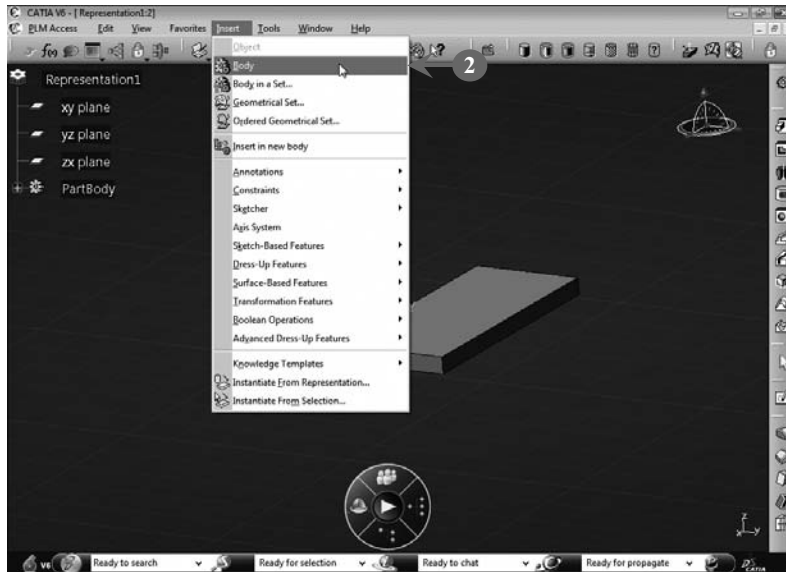 CATIA V6 - [ Representation1:2]
PLM Access Edit View Favorites Insert Tools Window Help
Object
Body
2
Body in a Set...
Geometrical Set...
Ordered Geometrical Set...
Insert in new body
Annotations
Constraints
Sketcher
Axis System
Sketch-Based Features
Dress-Up Features
Surface-Based Features
Transformation Features
Boolean Operations
Advanced Dress-Up Features
Knowledge Templates
Instantiate From Representation...
Instantiate From Selection...
Representation1
xy plane
yz plane
zx plane
PartBody
z
x y
V6 Ready to search Ready for selection Ready to chat Ready for propagate CATIA